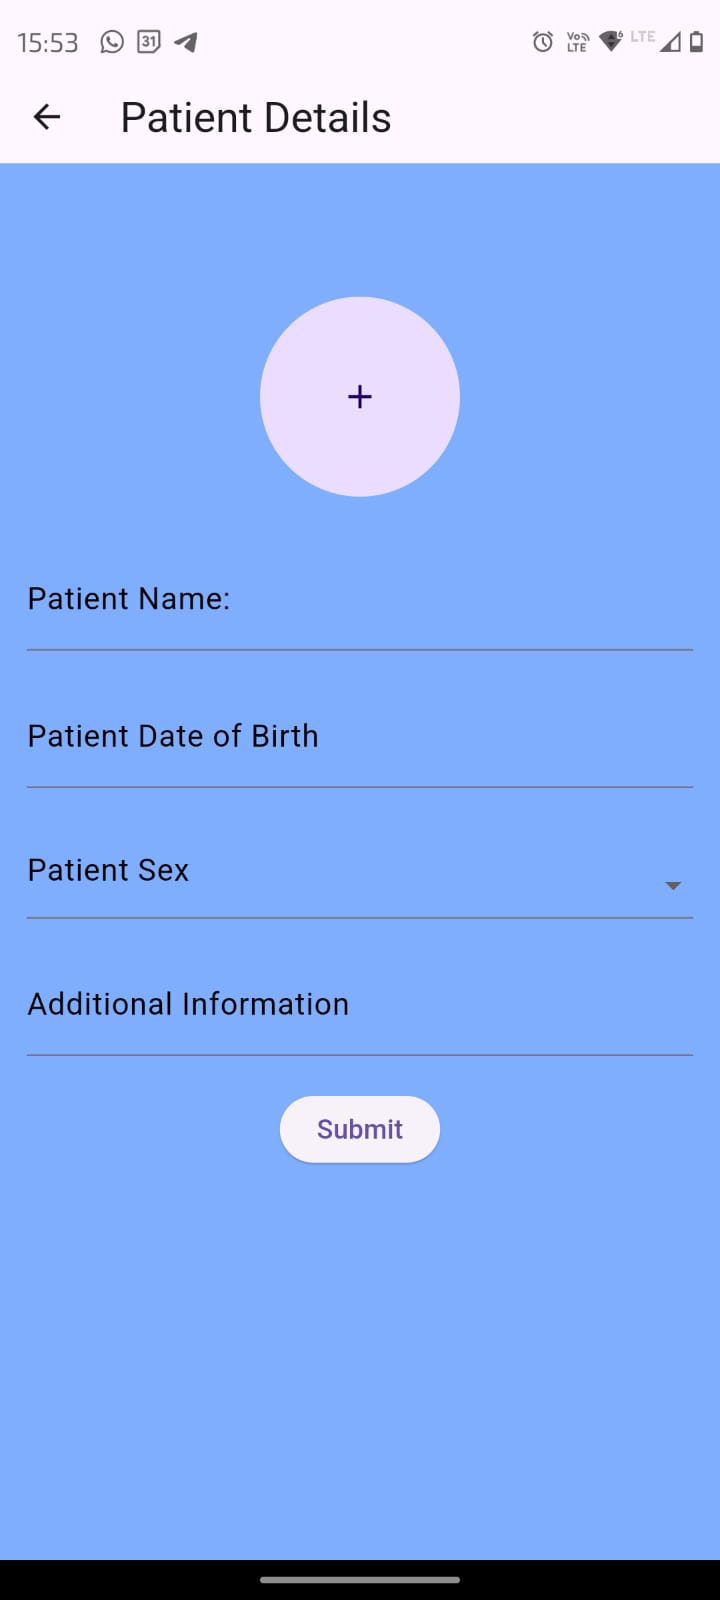 15:53 31 Vo) LTE 6 LTE
Patient Details
+
Patient Name:
Patient Date of Birth
Patient Sex
Additional Information
Submit